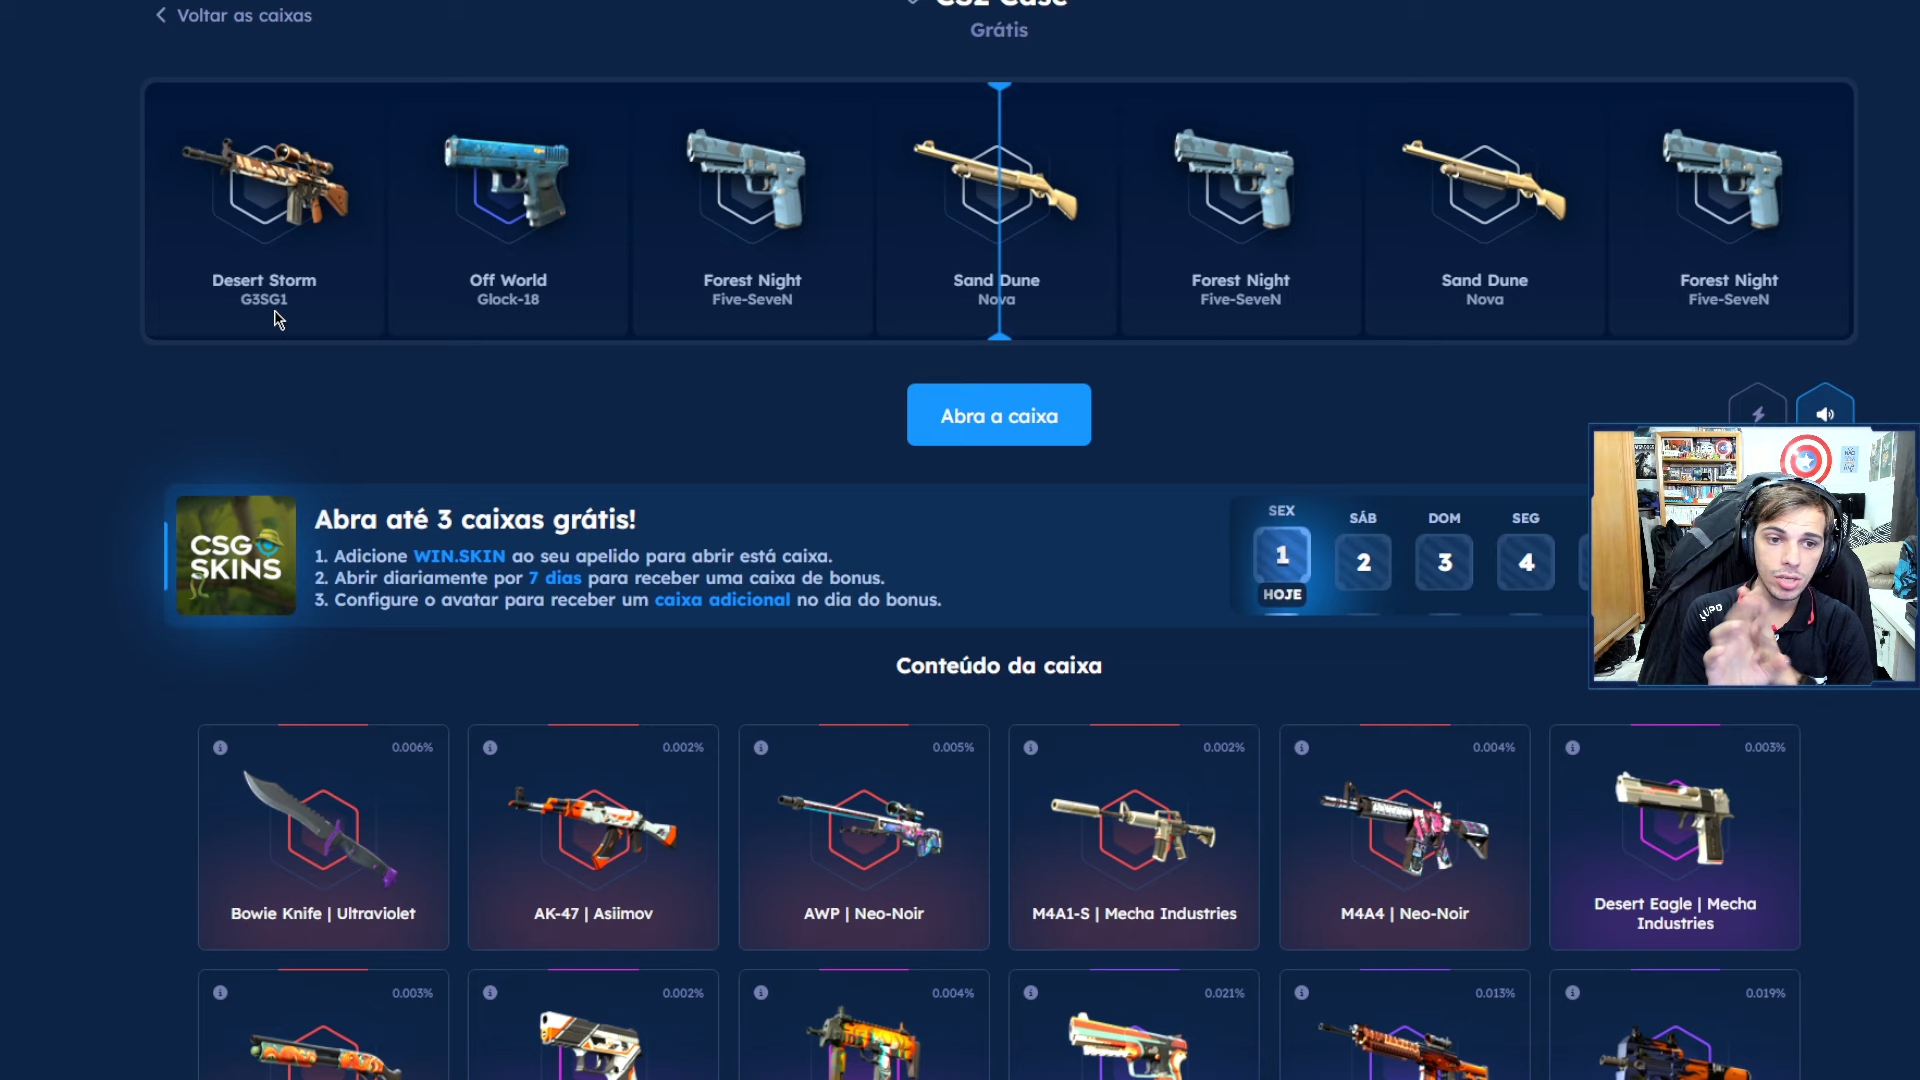 Voltar as caixas
CS2 Case
Grátis
Desert Storm
G3SG1
Off World
Glock-18
Forest Night
Five-SeveN
Sand Dune
Nova
Forest Night
Five-SeveN
Sand Dune
Nova
Forest Night
Five-SeveN
Abra a caixa
CSG
SKINS
Abra até 3 caixas grátis!
1. Adicione WIN.SKIN ao seu apelido para abrir está caixa.
2. Abrir diariamente por 7 dias para receber uma caixa de bonus.
3. Configure o avatar para receber um caixa adicional no dia do bonus.
SEX
1
HOJE
SÁB
2
DOM
3
SEG
4
Conteúdo da caixa
0.006%
Bowie Knife | Ultraviolet
0.002%
AK-47 | Asiimov
0.005%
AWP | Neo-Noir
0.002%
M4A1-S | Mecha Industries
0.004%
M4A4 | Neo-Noir
0.003%
Desert Eagle | Mecha
Industries
0.003%
0.002%
0.004%
0.021%
0.013%
0.019%